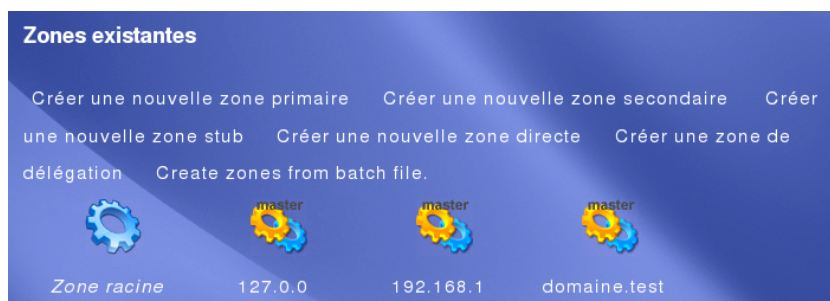 Zones existantes
Créer une nouvelle zone primaire Créer une nouvelle zone secondaire Créer
une nouvelle zone stub Créer une nouvelle zone directe Créer une zone de
délégation Create zones from batch file.
master master master
Zone racine 127.0.0 192.168.1 domaine.test